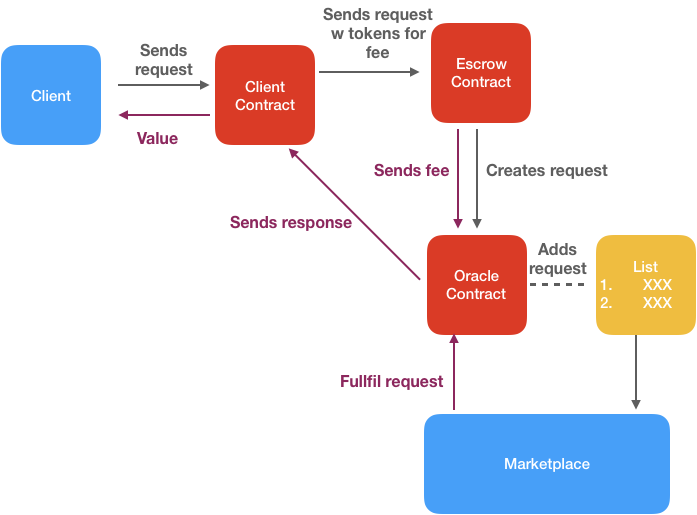 Sends request
w tokens for
fee
Sends
request
Client
Client
Contract
Escrow
Contract
Value
Sends fee
Creates request
Sends response
Adds
request
Oracle
Contract
List
1. XXX
2. XXX
Fullfil request
Marketplace